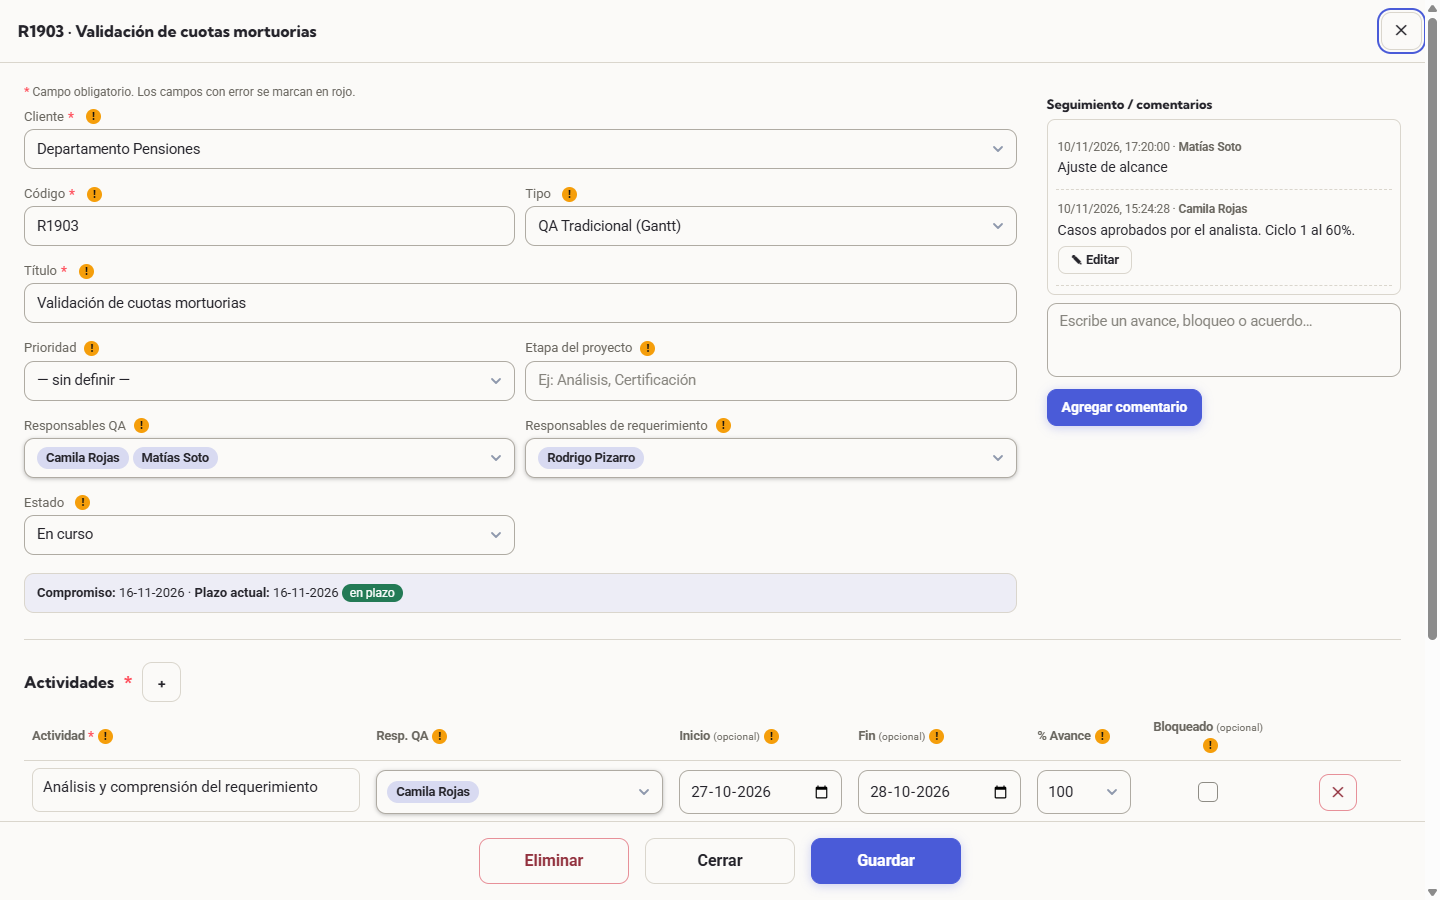 R1903 · Validación de cuotas mortuorias
* Campo obligatorio. Los campos con error se marcan en rojo.
Cliente * !
Departamento Pensiones
Código * !
R1903
Tipo !
QA Tradicional (Gantt)
Título * !
Validación de cuotas mortuorias
Prioridad !
— sin definir —
Etapa del proyecto !
Ej: Análisis, Certificación
Responsables QA !
Camila Rojas Matías Soto
Responsables de requerimiento !
Rodrigo Pizarro
Estado !
En curso
Compromiso: 16-11-2026 · Plazo actual: 16-11-2026 en plazo
Seguimiento / comentarios
10/11/2026, 17:20:00 · Matías Soto
Ajuste de alcance
10/11/2026, 15:24:28 · Camila Rojas
Casos aprobados por el analista. Ciclo 1 al 60%.
Editar
Escribe un avance, bloqueo o acuerdo...
Agregar comentario
Actividades * +
Actividad * ! Resp. QA ! Inicio (opcional) ! Fin (opcional) ! % Avance ! Bloqueado (opcional) !
Análisis y comprensión del requerimiento Camila Rojas 27-10-2026 28-10-2026 100
Eliminar Cerrar Guardar